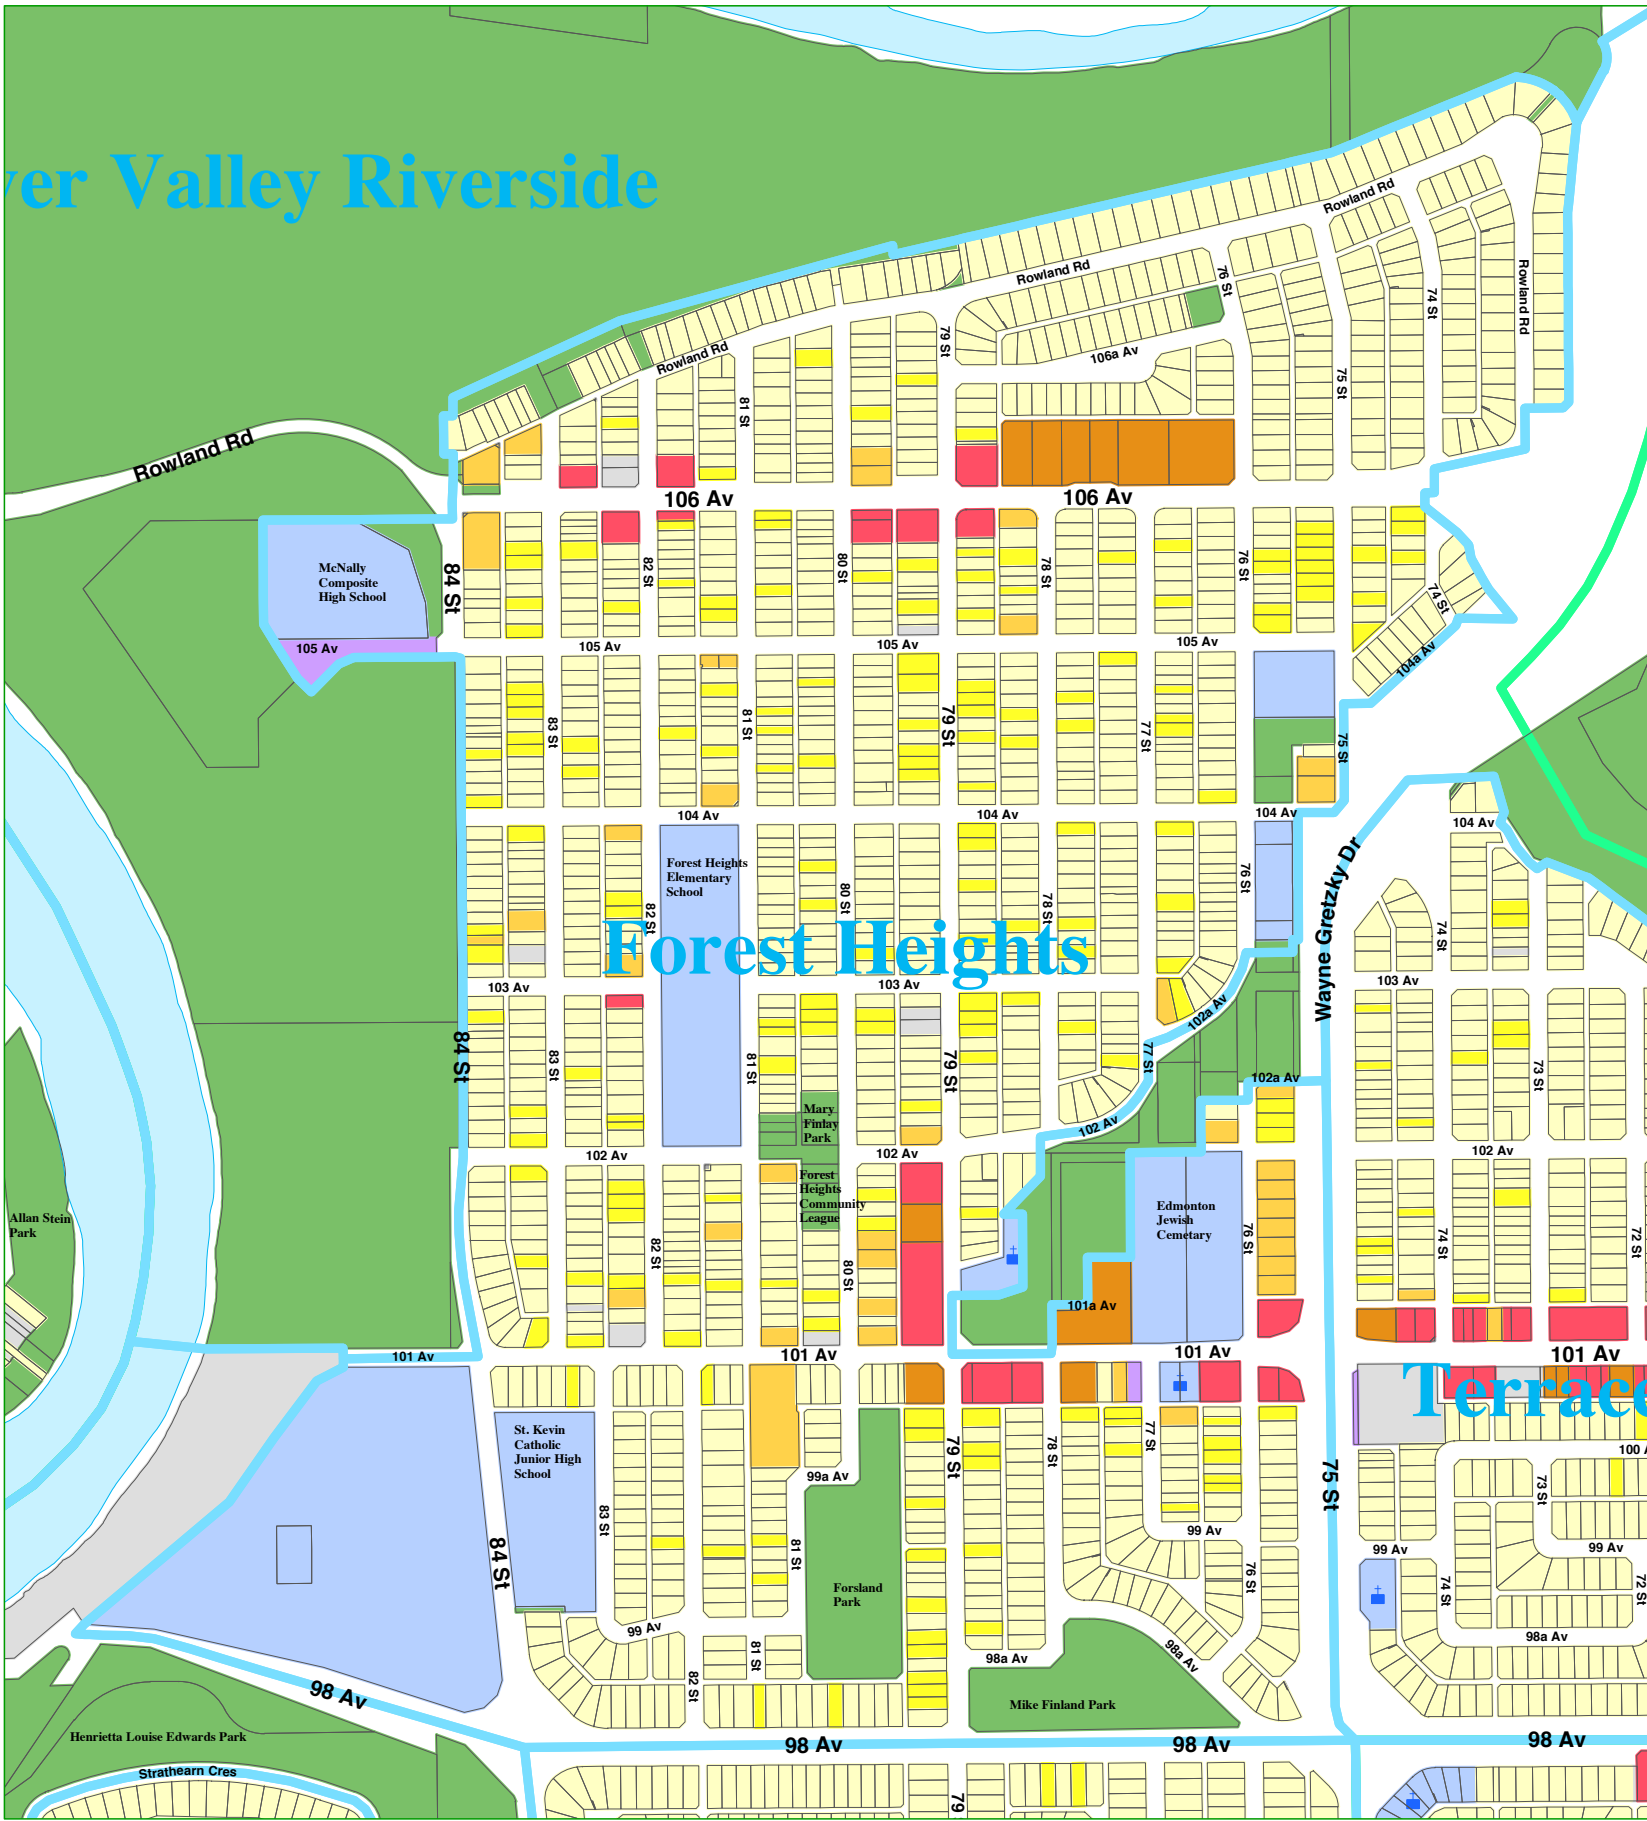 ver Valley Riverside
Rowland Rd
Rowland Rd
76 St
Rowland Rd
74 St
79 St
Rowland Rd
106a Av
75 St
81 St
Rowland Rd
106 Av
106 Av
McNally
Composite
High School
84 St
82 St
80 St
78 St
76 St
74 St
105 Av
105 Av
105 Av
105 Av
104a Av
83 St
81 St
79 St
77 St
75 St
104 Av
104 Av
104 Av
104 Av
Forest Heights
Elementary
School
Wayne Gretzky Dr
82 St
80 St
78 St
76 St
74 St
Forest Heights
103 Av
103 Av
103 Av
102a Av
84 St
83 St
81 St
79 St
77 St
102a Av
73 St
Mary
Finlay
Park
102 Av
102 Av
102 Av
102 Av
Forest
Heights
Community
League
Edmonton
Jewish
Cemetary
Allan Stein
Park
82 St
80 St
76 St
74 St
72 St
101a Av
101 Av
101 Av
101 Av
101 Av
Terrace
St. Kevin
Catholic
Junior High
School
79 St
78 St
77 St
100 A
99a Av
75 St
73 St
83 St
99 Av
84 St
81 St
99 Av
99 Av
Forsland
Park
76 St
74 St
72 St
99 Av
81 St
98a Av
98a Av
98a Av
82 St
98 Av
Mike Finland Park
Henrietta Louise Edwards Park
98 Av
98 Av
98 Av
Strathearn Cres
79